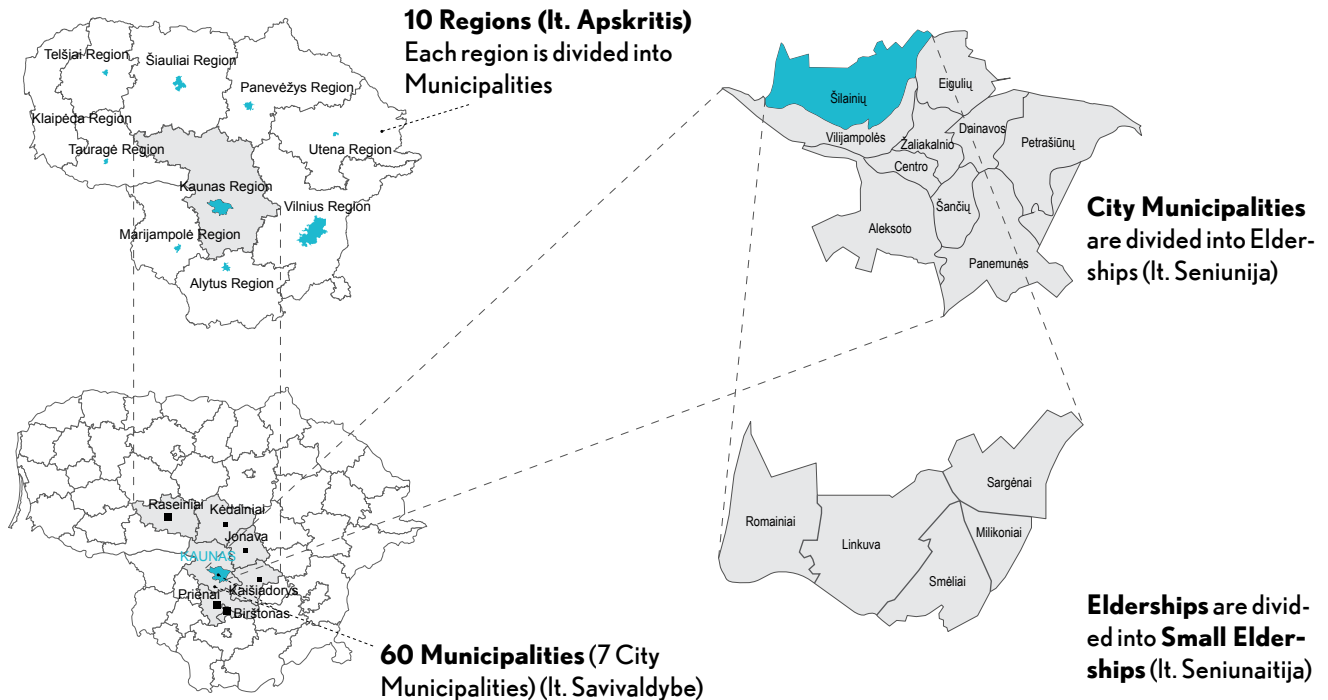 10 Regions (lt. Apskritis)
Each region is divided into
Municipalities
Telšiai Region
Šiauliai Region
Panevėžys Region
Klaipėda Region
Tauragė Region
Utena Region
Kaunas Region
Vilnius Region
Marijampolė Region
Alytus Region
Šilainių
Eigulių
Vilijampolės
Žaliakalnio
Dainavos
Petrašiūnų
Centro
Šančių
Aleksoto
Panemunės
City Municipalities
are divided into Elder-
ships (lt. Seniunija)
Raseiniai
Kėdainiai
Jonava
KAUNAS
Prienai
Kaišiadorys
Birštonas
60 Municipalities (7 City
Municipalities) (lt. Savivaldybe)
Sargėnai
Romainiai
Linkuva
Milikoniai
Smėliai
Elderships are divid-
ed into Small Elder-
ships (lt. Seniunaitija)